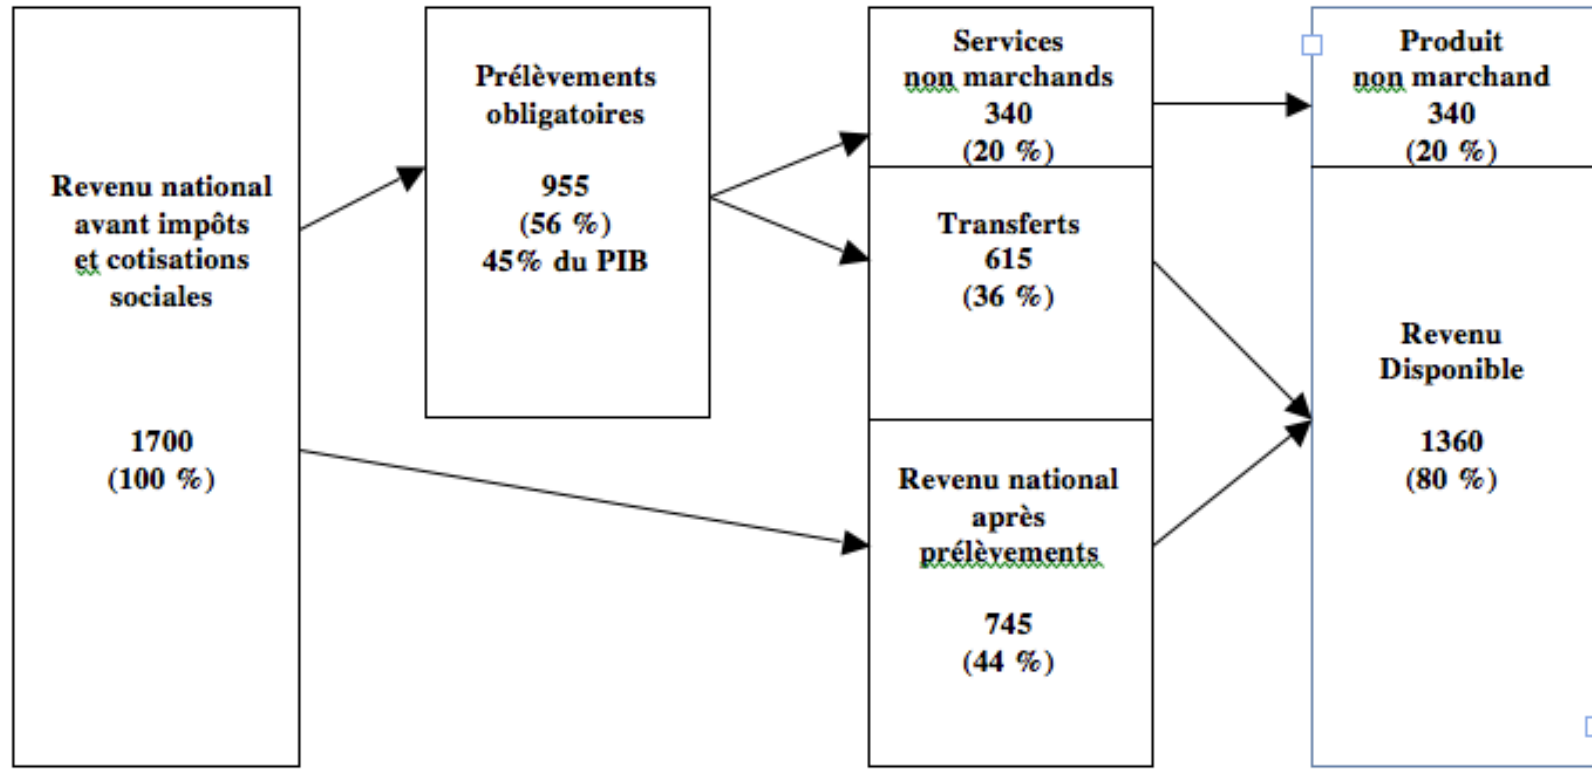 Revenu national
avant impôts
et cotisations
sociales
1700
(100 %)
Prélèvements
obligatoires
955
(56 %)
45% du PIB
Services
non marchands
340
(20 %)
Transferts
615
(36 %)
Revenu national
après
prélèvements
745
(44 %)
Produit
non marchand
340
(20 %)
Revenu
Disponible
1360
(80 %)